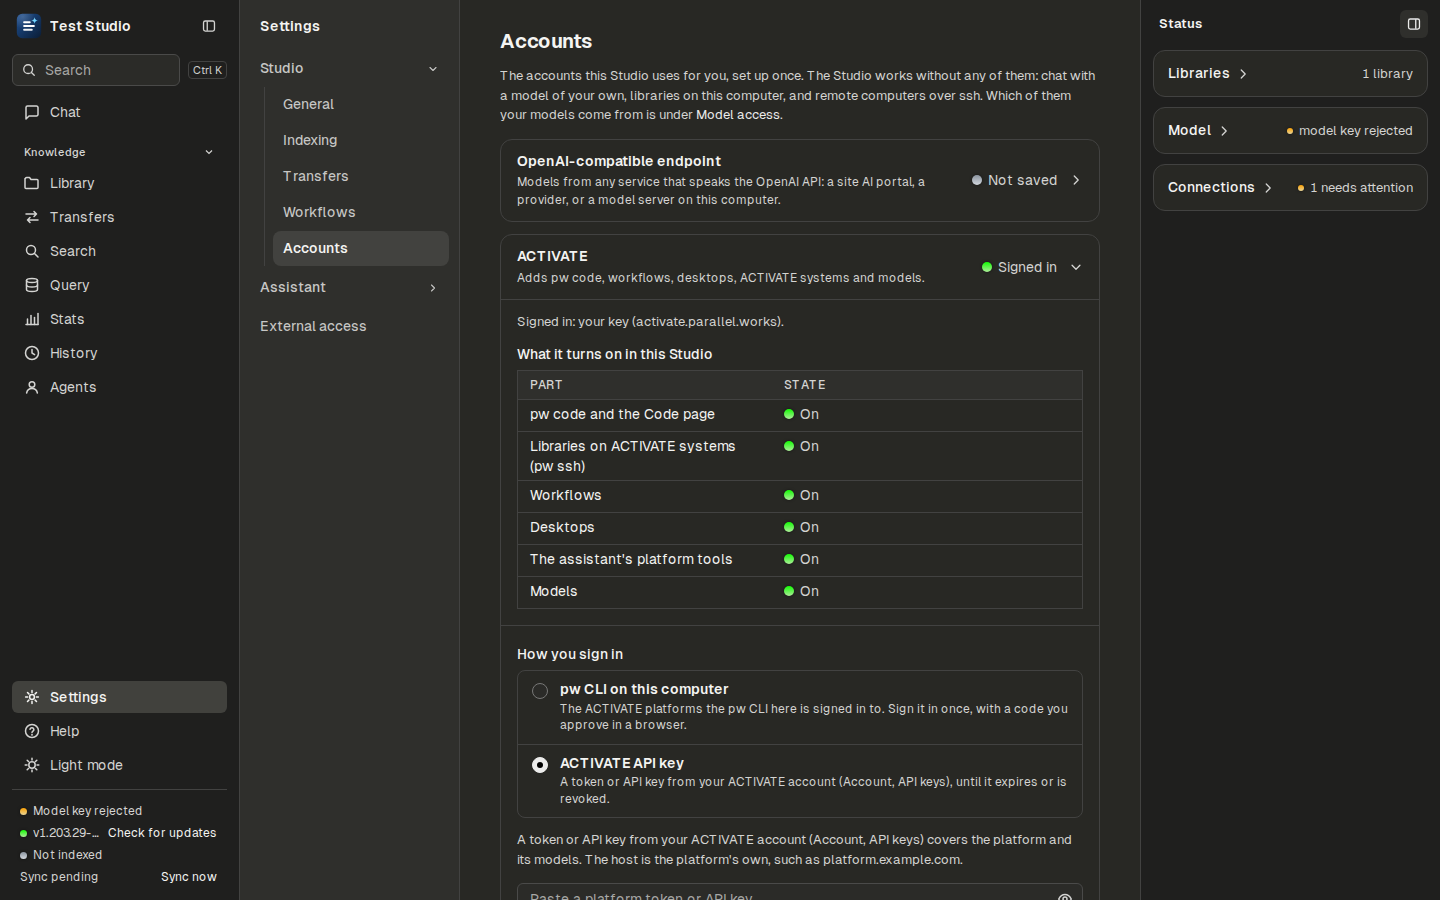 Test Studio
Search
Ctrl K
Chat
Knowledge
Library
Transfers
Search
Query
Stats
History
Agents
Settings
Help
Light mode
Model key rejected
v1.203.29-... Check for updates
Not indexed
Sync pending Sync now
Settings
Studio
General
Indexing
Transfers
Workflows
Accounts
Assistant
External access
Accounts
The accounts this Studio uses for you, set up once. The Studio works without any of them: chat with
a model of your own, libraries on this computer, and remote computers over ssh. Which of them
your models come from is under Model access.
OpenAI-compatible endpoint
Models from any service that speaks the OpenAI API: a site AI portal, a
provider, or a model server on this computer.
Not saved
ACTIVATE
Adds pw code, workflows, desktops, ACTIVATE systems and models.
Signed in
Signed in: your key (activate.parallel.works).
What it turns on in this Studio
PART STATE
pw code and the Code page On
Libraries on ACTIVATE systems On
(pw ssh)
Workflows On
Desktops On
The assistant's platform tools On
Models On
How you sign in
pw CLI on this computer
The ACTIVATE platforms the pw CLI here is signed in to. Sign it in once, with a code you
approve in a browser.
ACTIVATE API key
A token or API key from your ACTIVATE account (Account, API keys), until it expires or is
revoked.
A token or API key from your ACTIVATE account (Account, API keys) covers the platform and
its models. The host is the platform's own, such as platform.example.com.
Paste a platform token or API key
Status
Libraries 1 library
Model model key rejected
Connections 1 needs attention